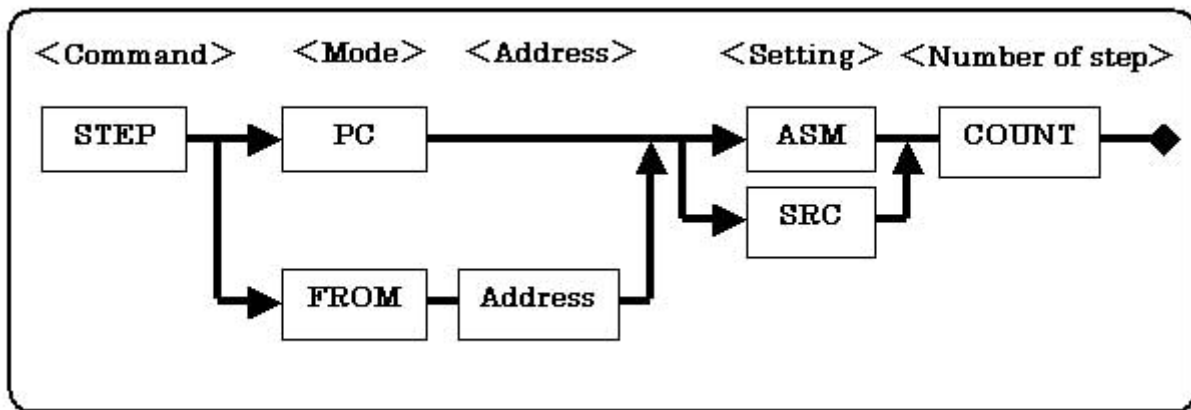 <Command> <Mode> <Address> <Setting> <Number of step>
STEP PC ASM COUNT
SRC
FROM Address